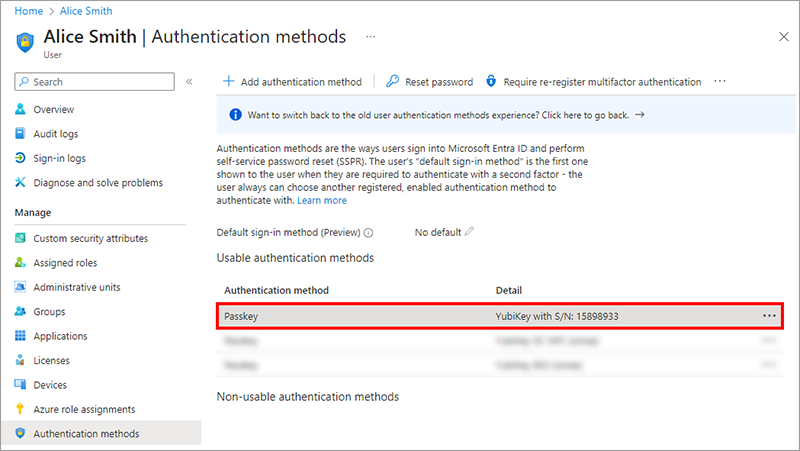 Home > Alice Smith
Alice Smith | Authentication methods ...
User
Search
«
+ Add authentication method
Reset password
Require re-register multifactor authentication
...
Overview
Audit logs
Sign-in logs
Diagnose and solve problems
Manage
Custom security attributes
Assigned roles
Administrative units
Groups
Applications
Licenses
Devices
Azure role assignments
Authentication methods
Want to switch back to the old user authentication methods experience? Click here to go back. →
Authentication methods are the ways users sign into Microsoft Entra ID and perform
self-service password reset (SSPR). The user's "default sign-in method" is the first one
shown to the user when they are required to authenticate with a second factor - the
user always can choose another registered, enabled authentication method to
authenticate with. Learn more
Default sign-in method (Preview) No default
Usable authentication methods
Authentication method Detail
Passkey YubiKey with S/N: 15898933 ...
Non-usable authentication methods